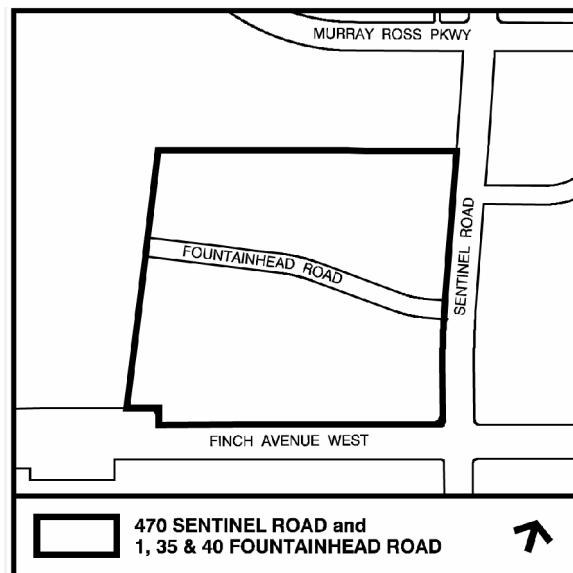 MURRAY ROSS PKWY
FOUNTAINHEAD ROAD
SENTINEL ROAD
FINCH AVENUE WEST
470 SENTINEL ROAD and
1, 35 & 40 FOUNTAINHEAD ROAD